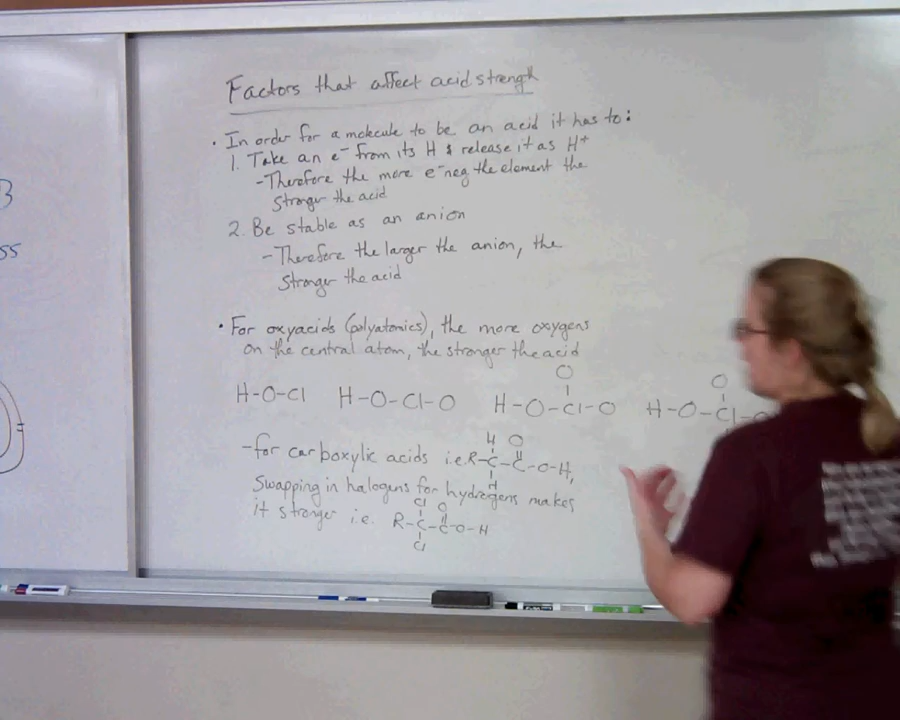 Factors that affect acid strength
• In order for a molecule to be an acid it has to:
1. Take an e⁻ from its H & release it as H⁺
-Therefore the more e⁻neg the element the
stronger the acid
2. Be stable as an anion
-Therefore the larger the anion, the
stronger the acid
• For oxyacids (polyatomics), the more oxygens
on the central atom, the stronger the acid
O O
H-O-Cl H-O-Cl-O H-O-Cl-O H-O-Cl-O
H O
-for carboxylic acids i.e. R-C-C-O-H,
H
Swapping in halogens for hydrogens makes
Cl O
it stronger i.e. R-C-C-O-H
Cl
3
ss